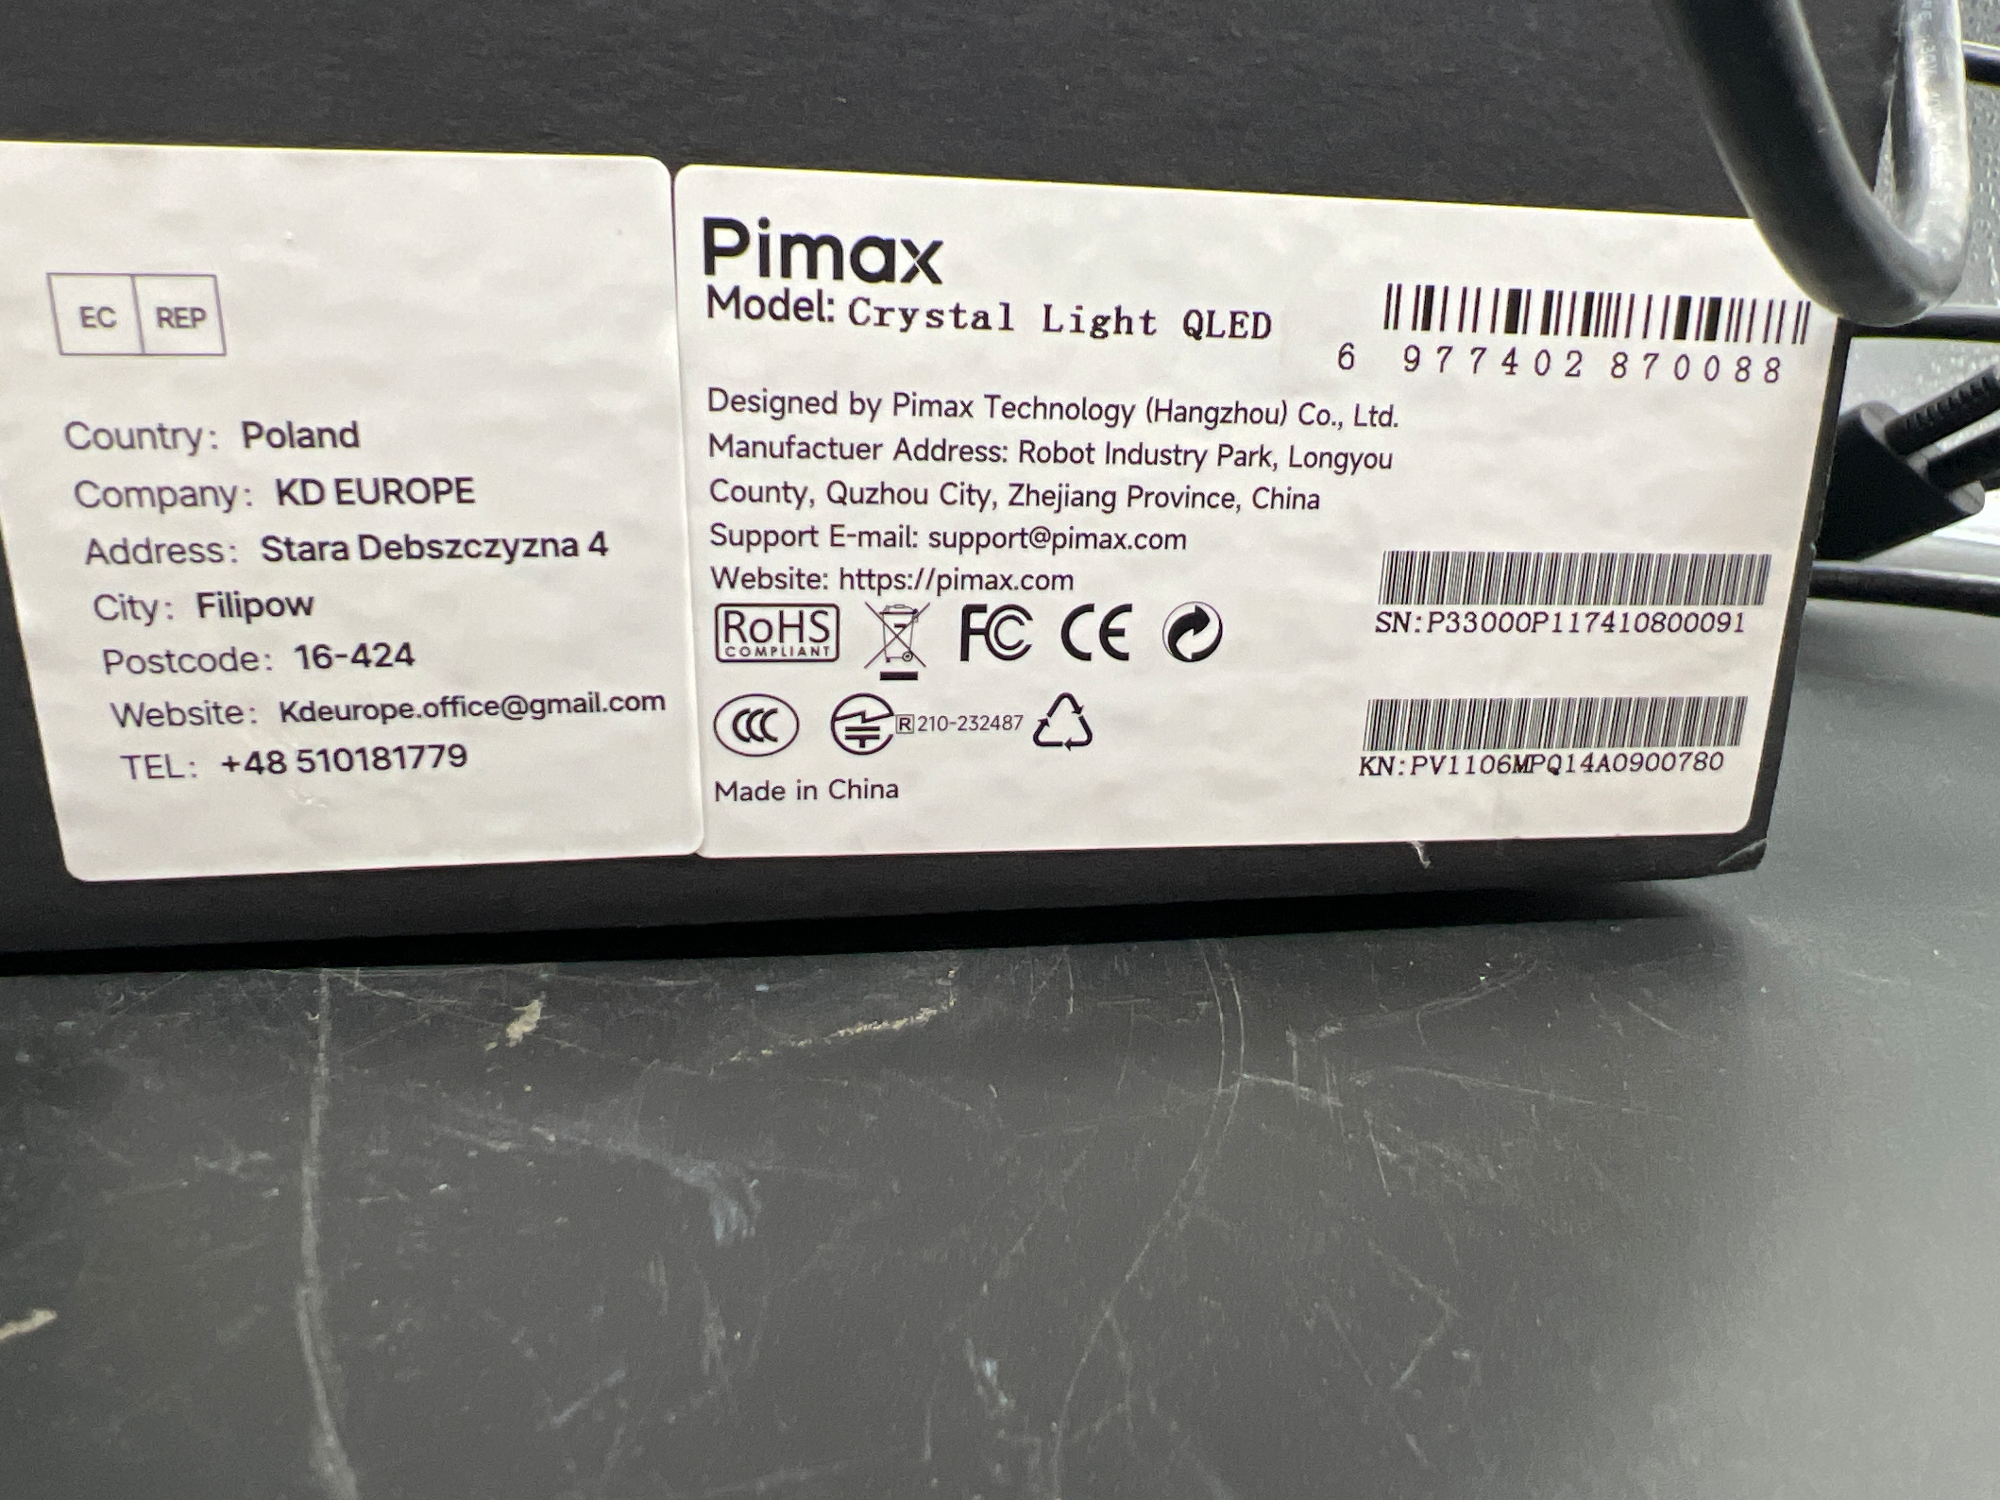 EC REP
Country: Poland
Company: KD EUROPE
Address: Stara Debszczyzna 4
City: Filipow
Postcode: 16-424
Website: Kdeurope.office@gmail.com
TEL: +48 510181779
Pimax
Model: Crystal Light QLED
6 977402 870088
Designed by Pimax Technology (Hangzhou) Co., Ltd.
Manufactuer Address: Robot Industry Park, Longyou
County, Quzhou City, Zhejiang Province, China
Support E-mail: support@pimax.com
Website: https://pimax.com
SN:P33000P117410800091
RoHS
COMPLIANT
FC CE
CCC R 210-232487
KN:PV1106MPQ14A0900780
Made in China